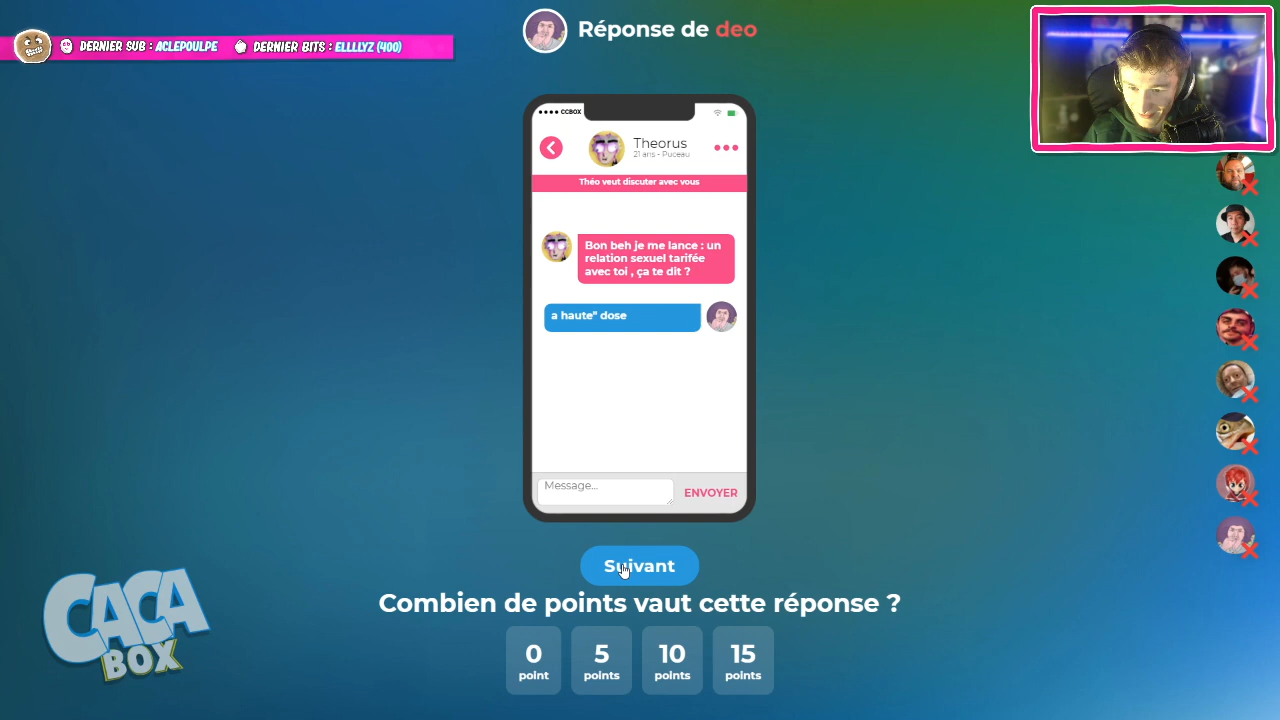 DERNIER SUB : ACLEPOULPE
DERNIER BITS : ELLLLYZ (400)
Réponse de deo
CCBOX
Theorus
21 ans - Puceau
Théo veut discuter avec vous
Bon beh je me lance : un
relation sexuel tarifée
avec toi , ça te dit ?
a haute" dose
Message...
ENVOYER
Suivant
Combien de points vaut cette réponse ?
0
point
5
points
10
points
15
points
CACA
BOX